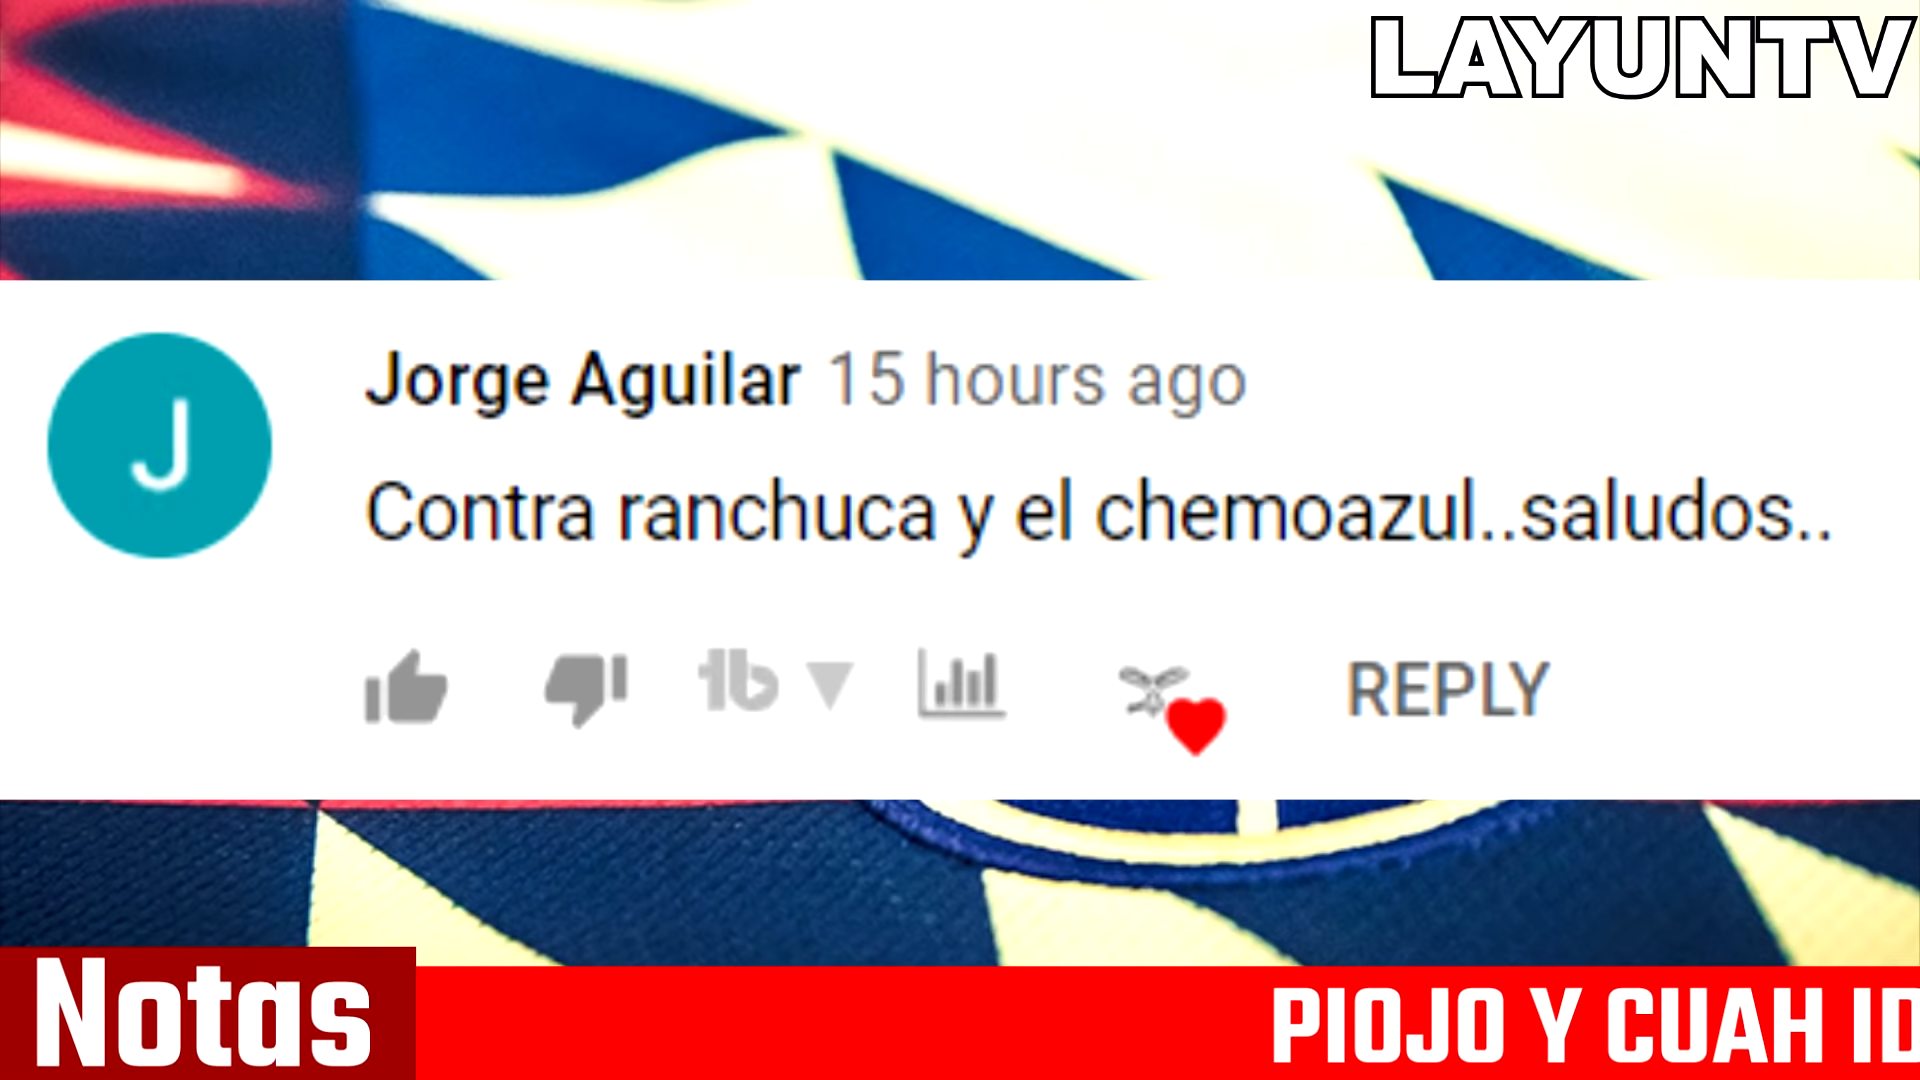 LAYUNTV
J
Jorge Aguilar 15 hours ago
Contra ranchuca y el chemoazul..saludos..
REPLY
Notas
PIOJO Y CUAH ID